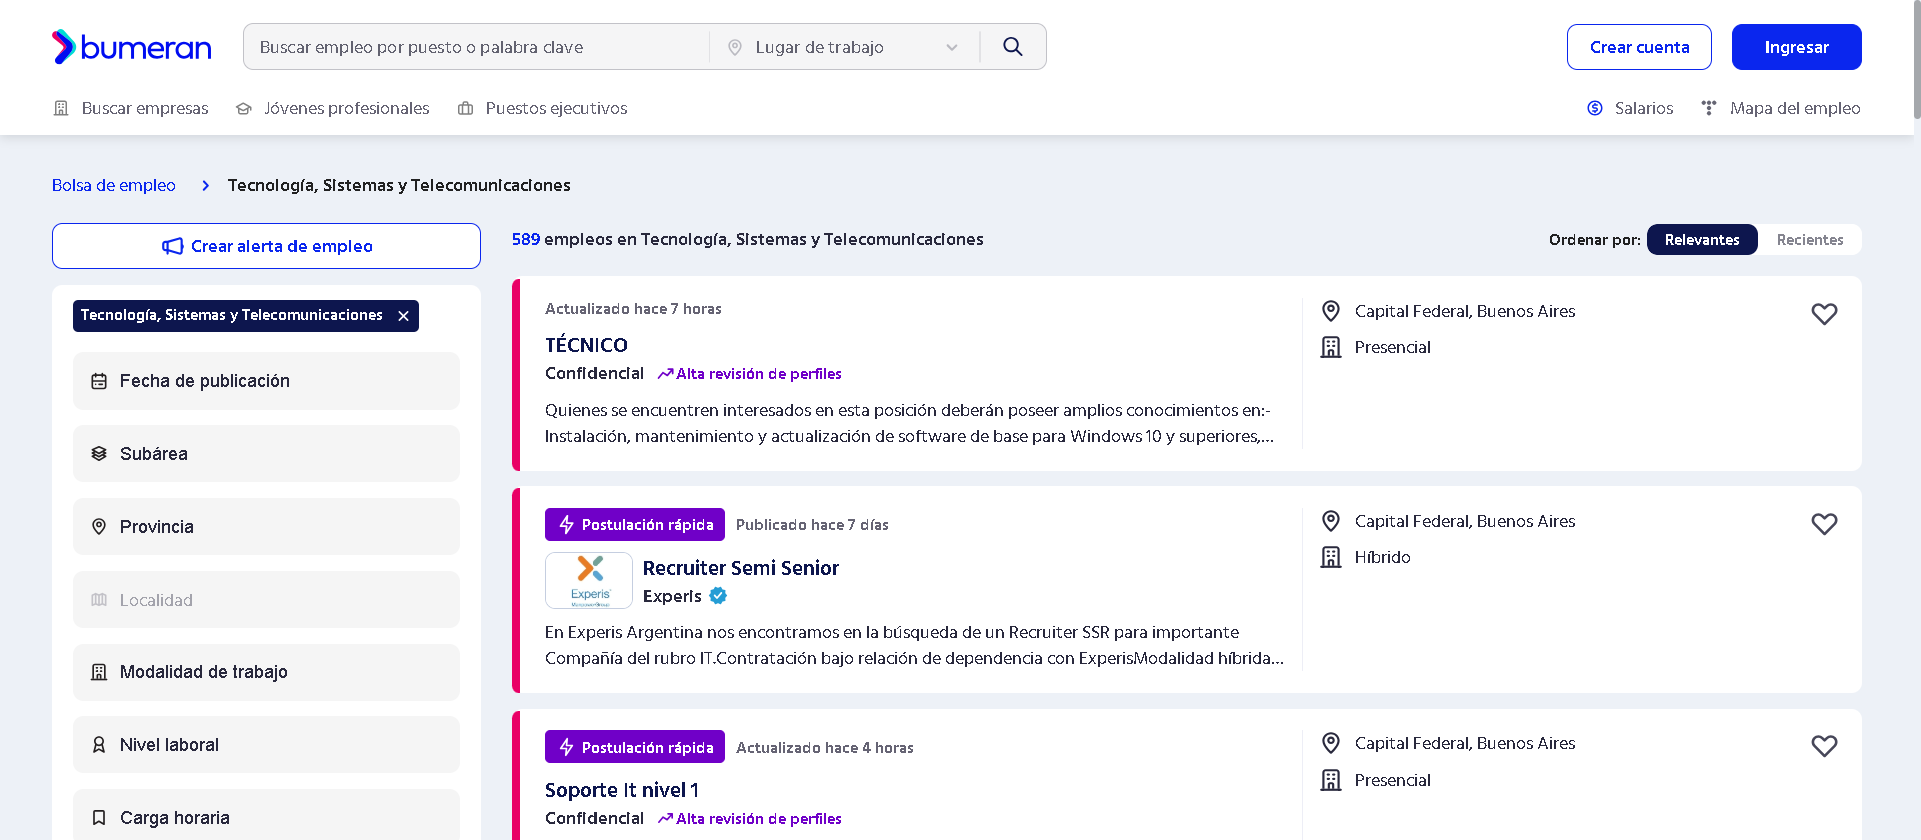 bumeran
Buscar empleo por puesto o palabra clave
Lugar de trabajo
Crear cuenta
Ingresar
Buscar empresas
Jóvenes profesionales
Puestos ejecutivos
Salarios
Mapa del empleo
Bolsa de empleo
Tecnología, Sistemas y Telecomunicaciones
Crear alerta de empleo
589 empleos en Tecnología, Sistemas y Telecomunicaciones
Ordenar por:
Relevantes
Recientes
Tecnología, Sistemas y Telecomunicaciones
Fecha de publicación
Subárea
Provincia
Localidad
Modalidad de trabajo
Nivel laboral
Carga horaria
Actualizado hace 7 horas
TÉCNICO
Confidencial Alta revisión de perfiles
Quienes se encuentren interesados en esta posición deberán poseer amplios conocimientos en:-
Instalación, mantenimiento y actualización de software de base para Windows 10 y superiores,...
Capital Federal, Buenos Aires
Presencial
Postulación rápida
Publicado hace 7 días
Experis
Recruiter Semi Senior
Experis
En Experis Argentina nos encontramos en la búsqueda de un Recruiter SSR para importante
Compañía del rubro IT.Contratación bajo relación de dependencia con ExperisModalidad híbrida...
Capital Federal, Buenos Aires
Híbrido
Postulación rápida
Actualizado hace 4 horas
Soporte It nivel 1
Confidencial Alta revisión de perfiles
Capital Federal, Buenos Aires
Presencial